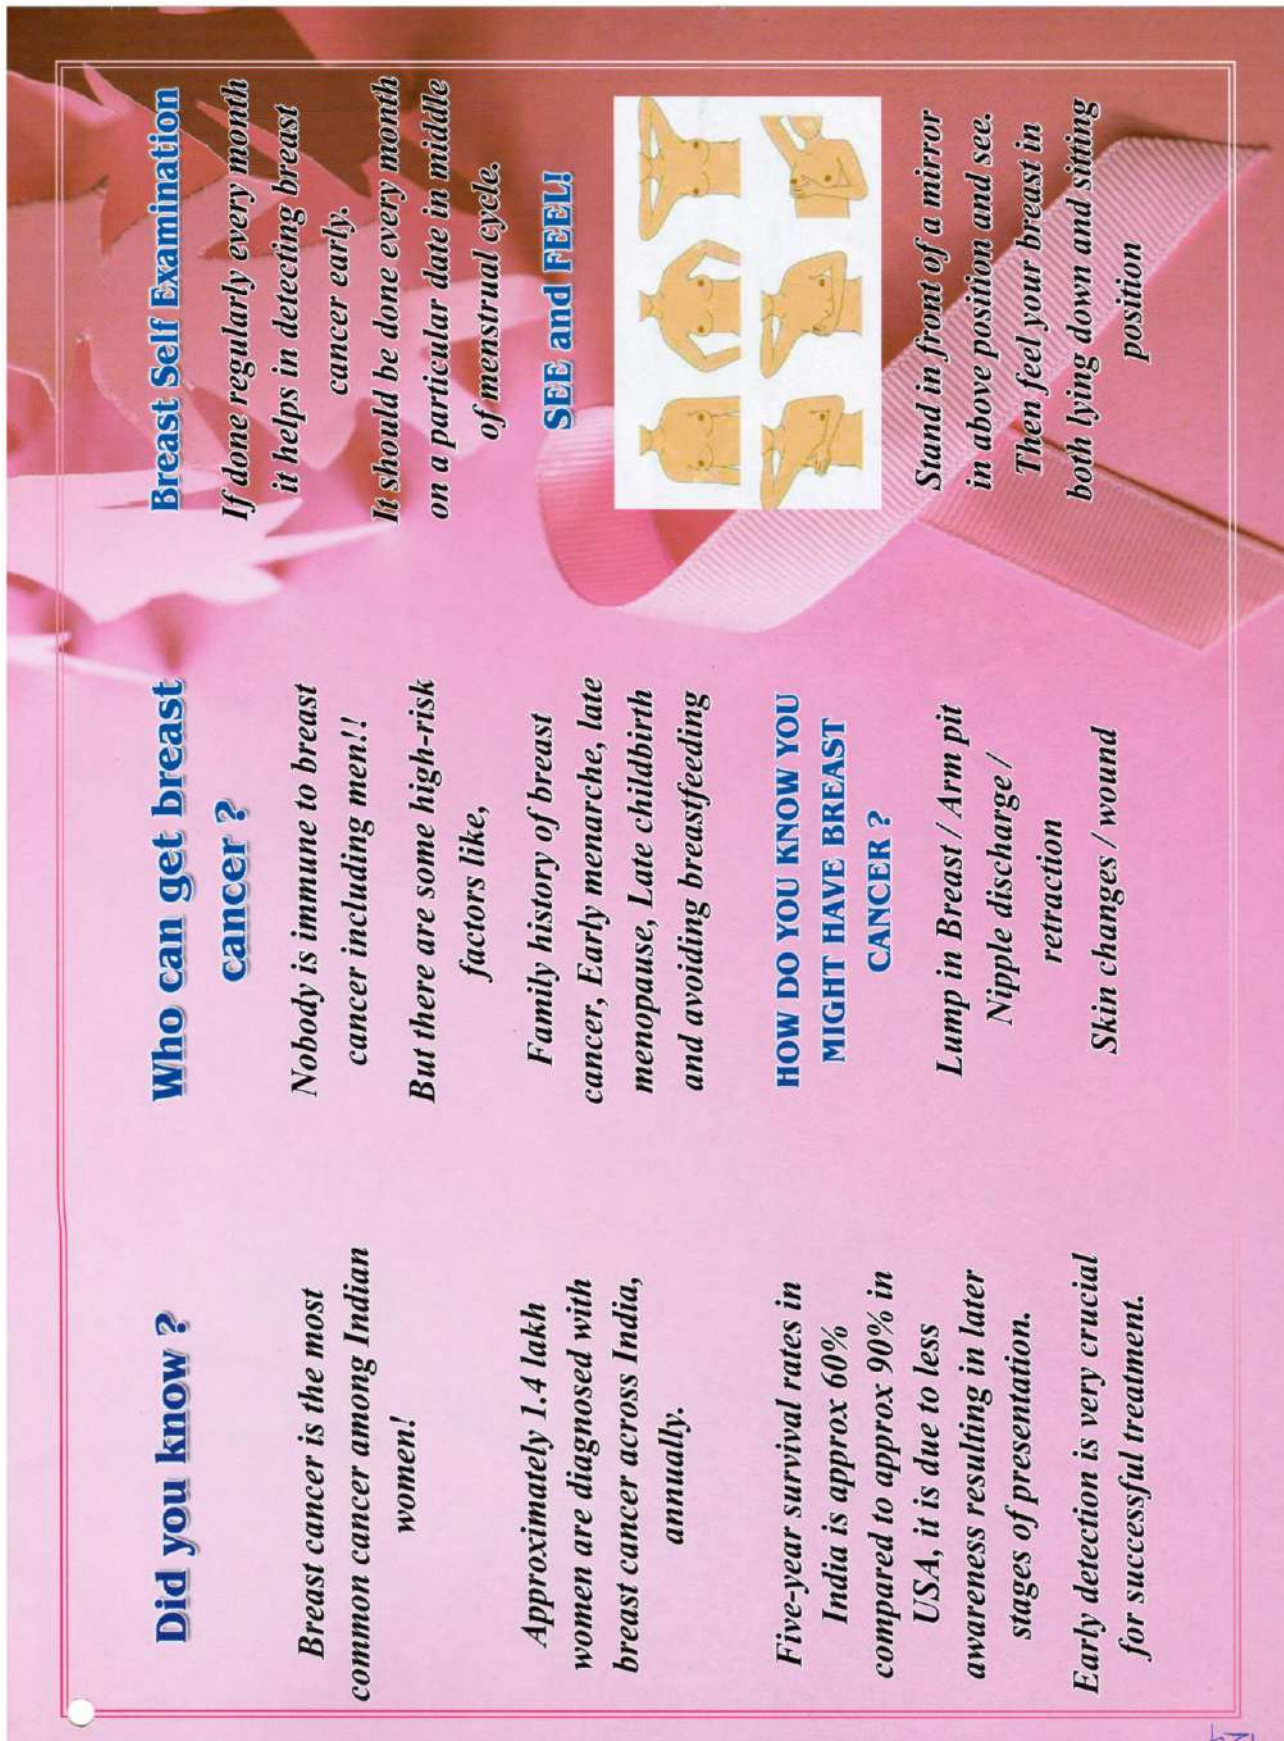 Did you know ?
Breast cancer is the most
common cancer among Indian
women!
Approximately 1.4 lakh
women are diagnosed with
breast cancer across India,
annually.
Five-year survival rates in
India is approx 60%
compared to approx 90% in
USA, it is due to less
awareness resulting in later
stages of presentation.
Early detection is very crucial
for successful treatment.
Who can get breast
cancer ?
Nobody is immune to breast
cancer including men!!
But there are some high-risk
factors like,
Family history of breast
cancer, Early menarche, late
menopause, Late childbirth
and avoiding breastfeeding
HOW DO YOU KNOW YOU
MIGHT HAVE BREAST
CANCER ?
Lump in Breast / Arm pit
Nipple discharge /
retraction
Skin changes / wound
Breast Self Examination
If done regularly every month
it helps in detecting breast
cancer early.
It should be done every month
on a particular date in middle
of menstrual cycle.
SEE and FEEL!
Stand in front of a mirror
in above position and see.
Then feel your breast in
both lying down and sitting
position